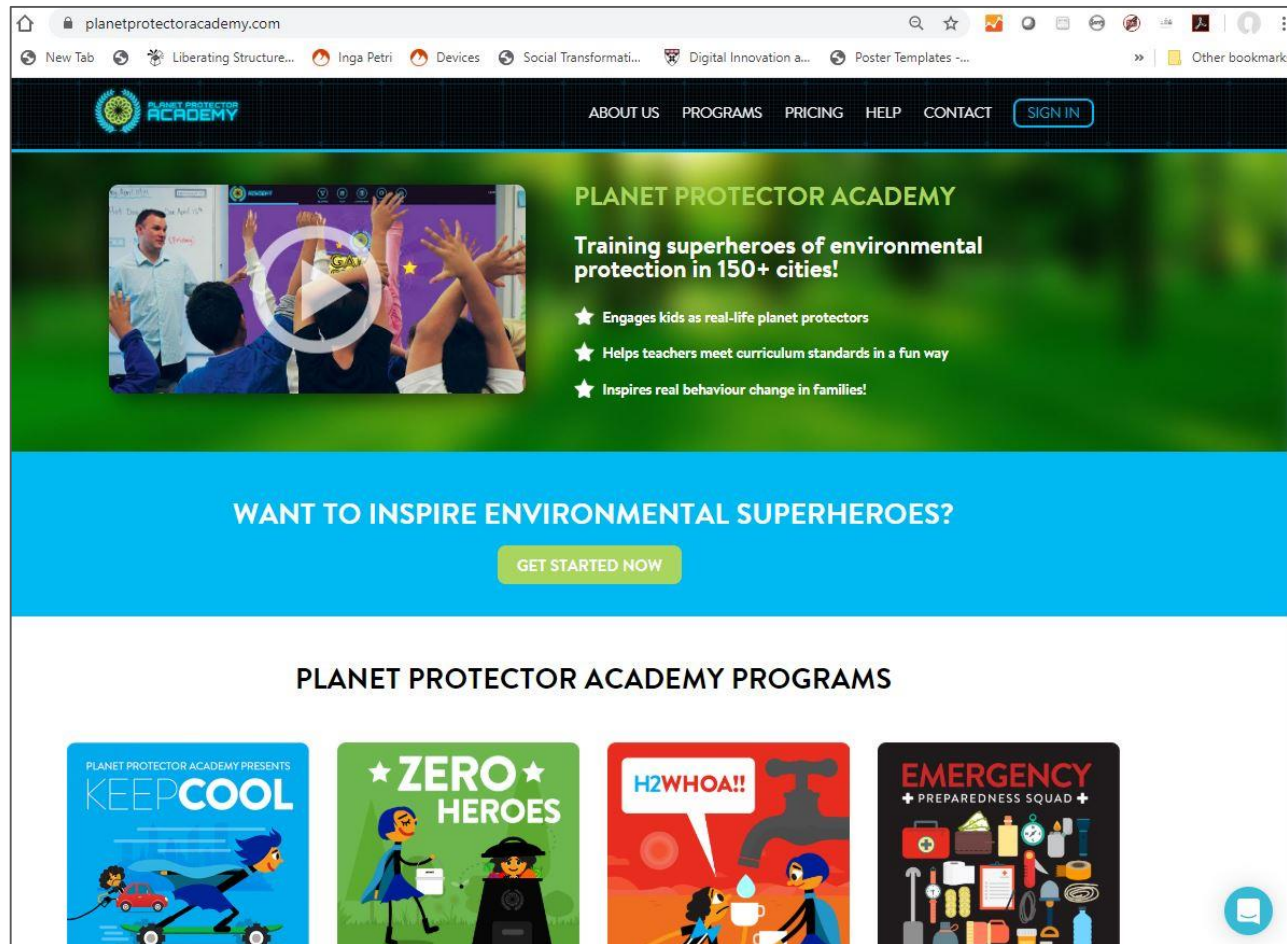 planetprotectoracademy.com
New Tab
Liberating Structure...
Inga Petri
Devices
Social Transformati...
Digital Innovation a...
Poster Templates -...
»
Other bookmark
PLANET PROTECTOR
ACADEMY
ABOUT US
PROGRAMS
PRICING
HELP
CONTACT
SIGN IN
ACADEMY
PLANET PROTECTOR ACADEMY
Training superheroes of environmental
protection in 150+ cities!
Engages kids as real-life planet protectors
Helps teachers meet curriculum standards in a fun way
Inspires real behaviour change in families!
WANT TO INSPIRE ENVIRONMENTAL SUPERHEROES?
GET STARTED NOW
PLANET PROTECTOR ACADEMY PROGRAMS
PLANET PROTECTOR ACADEMY PRESENTS
KEEPCOOL
ZERO
HEROES
H2WHOA!!
EMERGENCY
PREPAREDNESS SQUAD